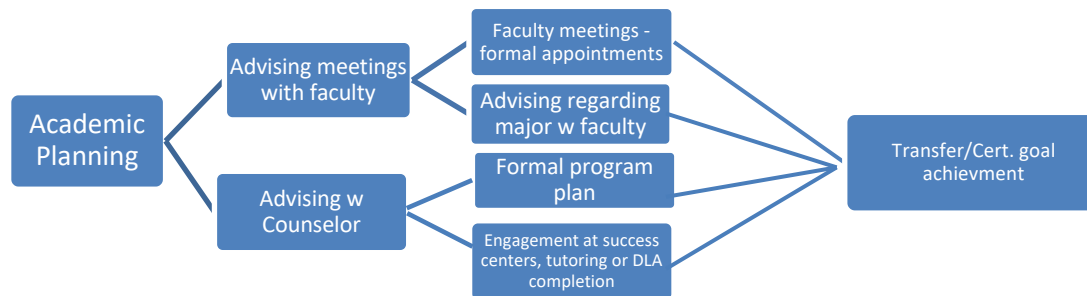 Academic
Planning
Advising meetings
with faculty
Advising w
Counselor
Faculty meetings -
formal appointments
Advising regarding
major w faculty
Formal program
plan
Engagement at success
centers, tutoring or DLA
completion
Transfer/Cert. goal
achievment